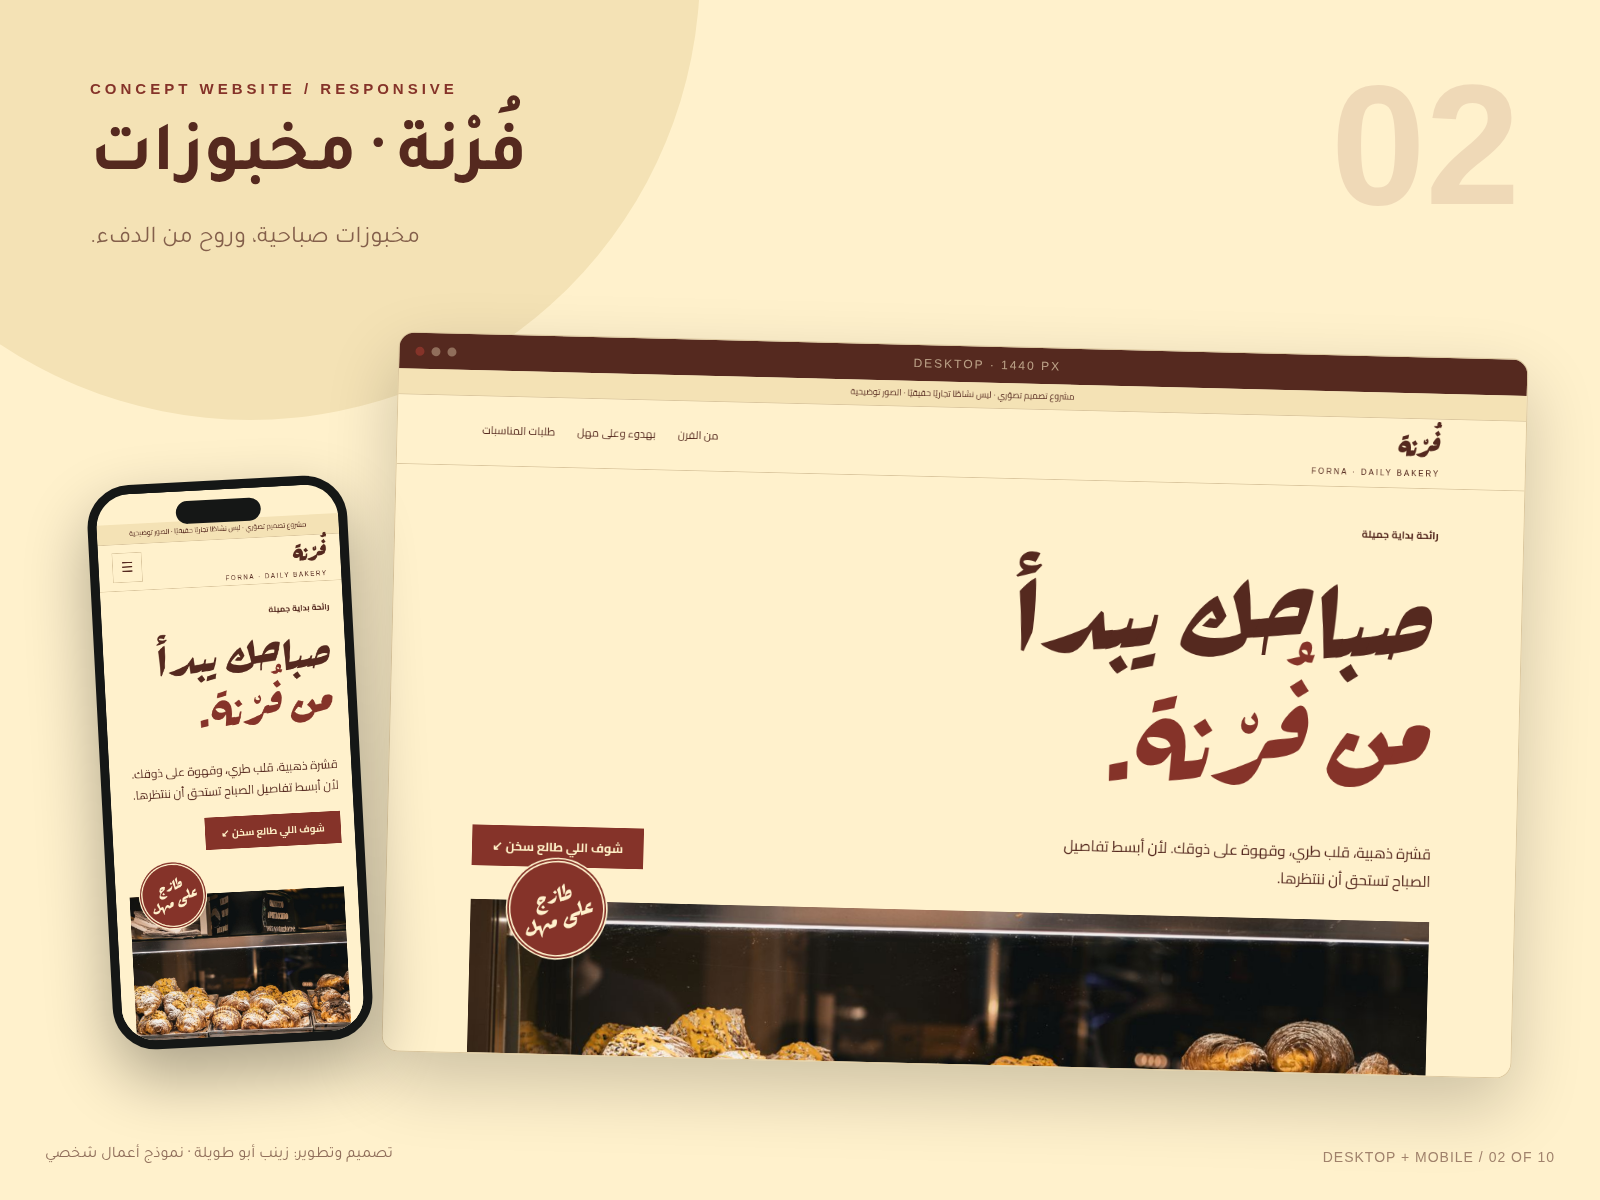 CONCEPT WEBSITE / RESPONSIVE
02
فُرْنة · مخبوزات
مخبوزات صباحية، وروح من الدفء.
DESKTOP · 1440 PX
مشروع تصميم تصوّري · ليس نشاطًا تجاريًا حقيقيًا · الصور توضيحية
فُرْنة
FORNA · DAILY BAKERY
من الفرن
بهدوء وعلى مهل
طلبات المناسبات
رائحة بداية جميلة
صباحك يبدأ
من فُرْنة.
قشرة ذهبية، قلب طري، وقهوة على ذوقك. لأن أبسط تفاصيل
الصباح تستحق أن ننتظرها.
شوف اللي طالع سخن ↙
طازج
على مهل
مشروع تصميم تصوّري · ليس نشاطًا تجاريًا حقيقيًا · الصور توضيحية
فُرْنة
FORNA · DAILY BAKERY
رائحة بداية جميلة
صباحك يبدأ
من فُرْنة.
قشرة ذهبية، قلب طري، وقهوة على ذوقك.
لأن أبسط تفاصيل الصباح تستحق أن ننتظرها.
شوف اللي طالع سخن ↙
طازج
على مهل
تصميم وتطوير: زينب أبو طويلة · نموذج أعمال شخصي
DESKTOP + MOBILE / 02 OF 10